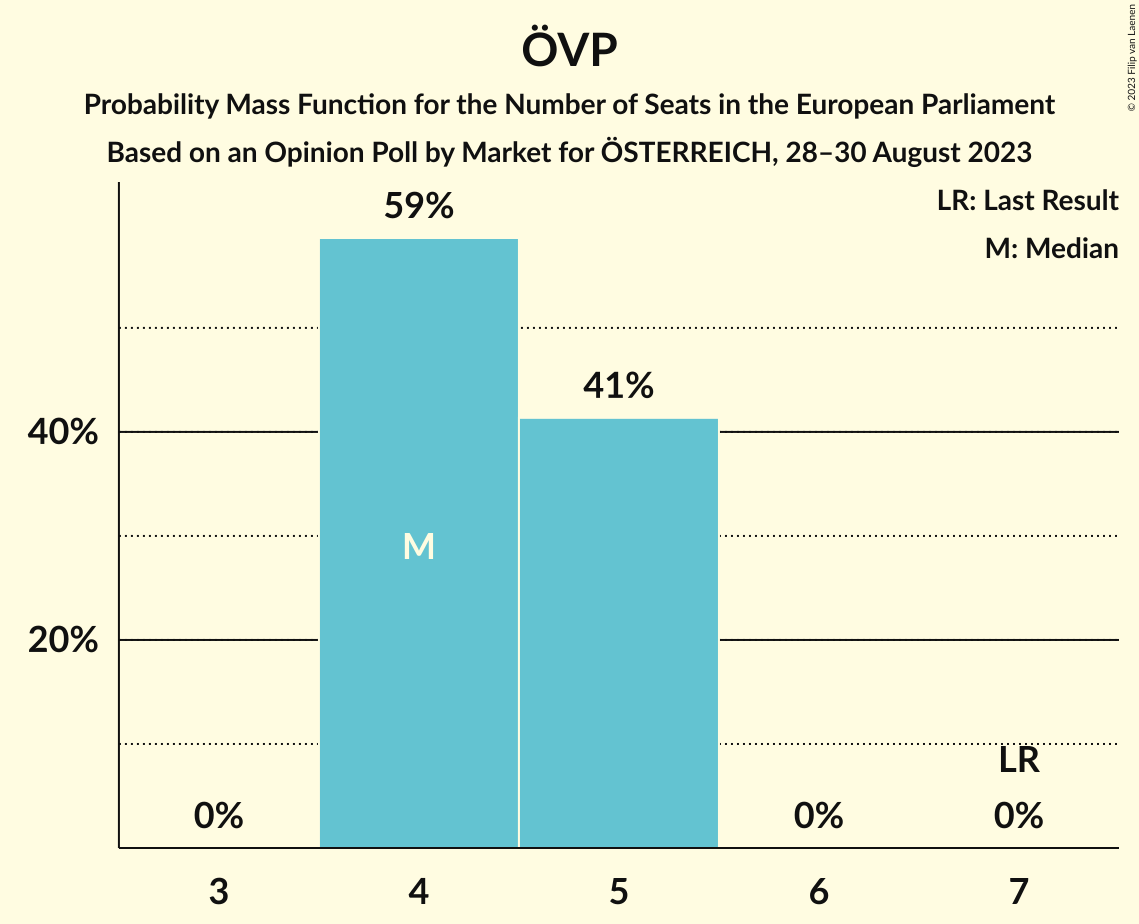 ÖVP
Probability Mass Function for the Number of Seats in the European Parliament
Based on an Opinion Poll by Market for ÖSTERREICH, 28–30 August 2023
© 2023 Filip van Laenen
LR: Last Result
M: Median
59%
41%
40%
M
20%
LR
0%
0%
0%
3
4
5
6
7